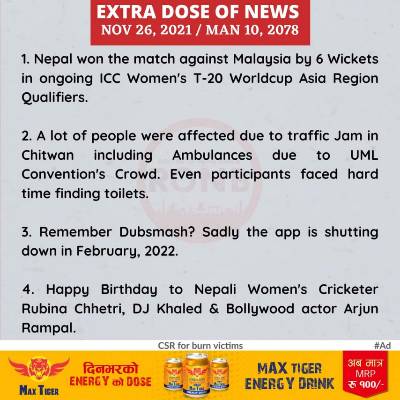 EXTRA DOSE OF NEWS
NOV 26, 2021 / MAN 10, 2078
1. Nepal won the match against Malaysia by 6 Wickets
in ongoing ICC Women's T-20 Worldcup Asia Region
Qualifiers.
2. A lot of people were affected due to traffic Jam in
Chitwan including Ambulances due to UML
Convention's Crowd. Even participants faced hard
time finding toilets.
3. Remember Dubsmash? Sadly the app is shutting
down in February, 2022.
4. Happy Birthday to Nepali Women's Cricketer
Rubina Chhetri, DJ Khaled & Bollywood actor Arjun
Rampal.
CSR for burn victims #Ad
MAX TIGER
दिनभरको
ENERGY को DOSE
MAX TIGER
ENERGY DRINK
अब मात्र
MRP
रु १००/-